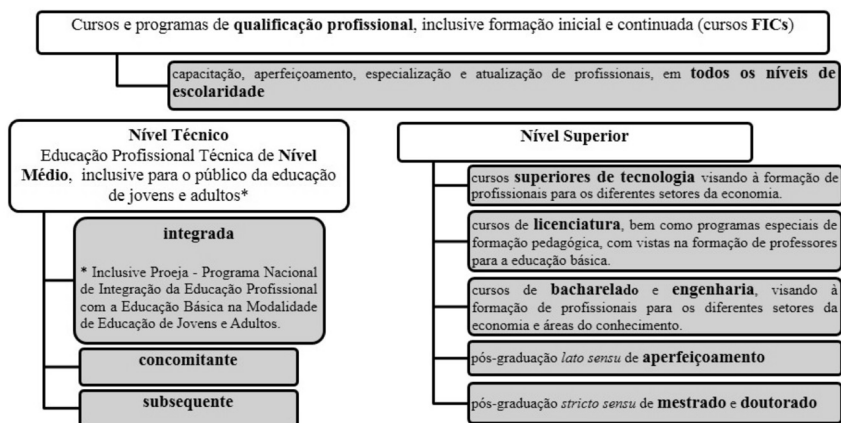 Cursos e programas de qualificação profissional, inclusive formação inicial e continuada (cursos FICs)
capacitação, aperfeiçoamento, especialização e atualização de profissionais, em todos os níveis de
escolaridade
Nível Técnico
Educação Profissional Técnica de Nível
Médio, inclusive para o público da educação
de jovens e adultos*
integrada
* Inclusive Proeja - Programa Nacional
de Integração da Educação Profissional
com a Educação Básica na Modalidade
de Educação de Jovens e Adultos.
concomitante
subsequente
Nível Superior
cursos superiores de tecnologia visando à formação de
profissionais para os diferentes setores da economia.
cursos de licenciatura, bem como programas especiais de
formação pedagógica, com vistas na formação de professores
para a educação básica.
cursos de bacharelado e engenharia, visando à
formação de profissionais para os diferentes setores da
economia e áreas do conhecimento.
pós-graduação lato sensu de aperfeiçoamento
pós-graduação stricto sensu de mestrado e doutorado